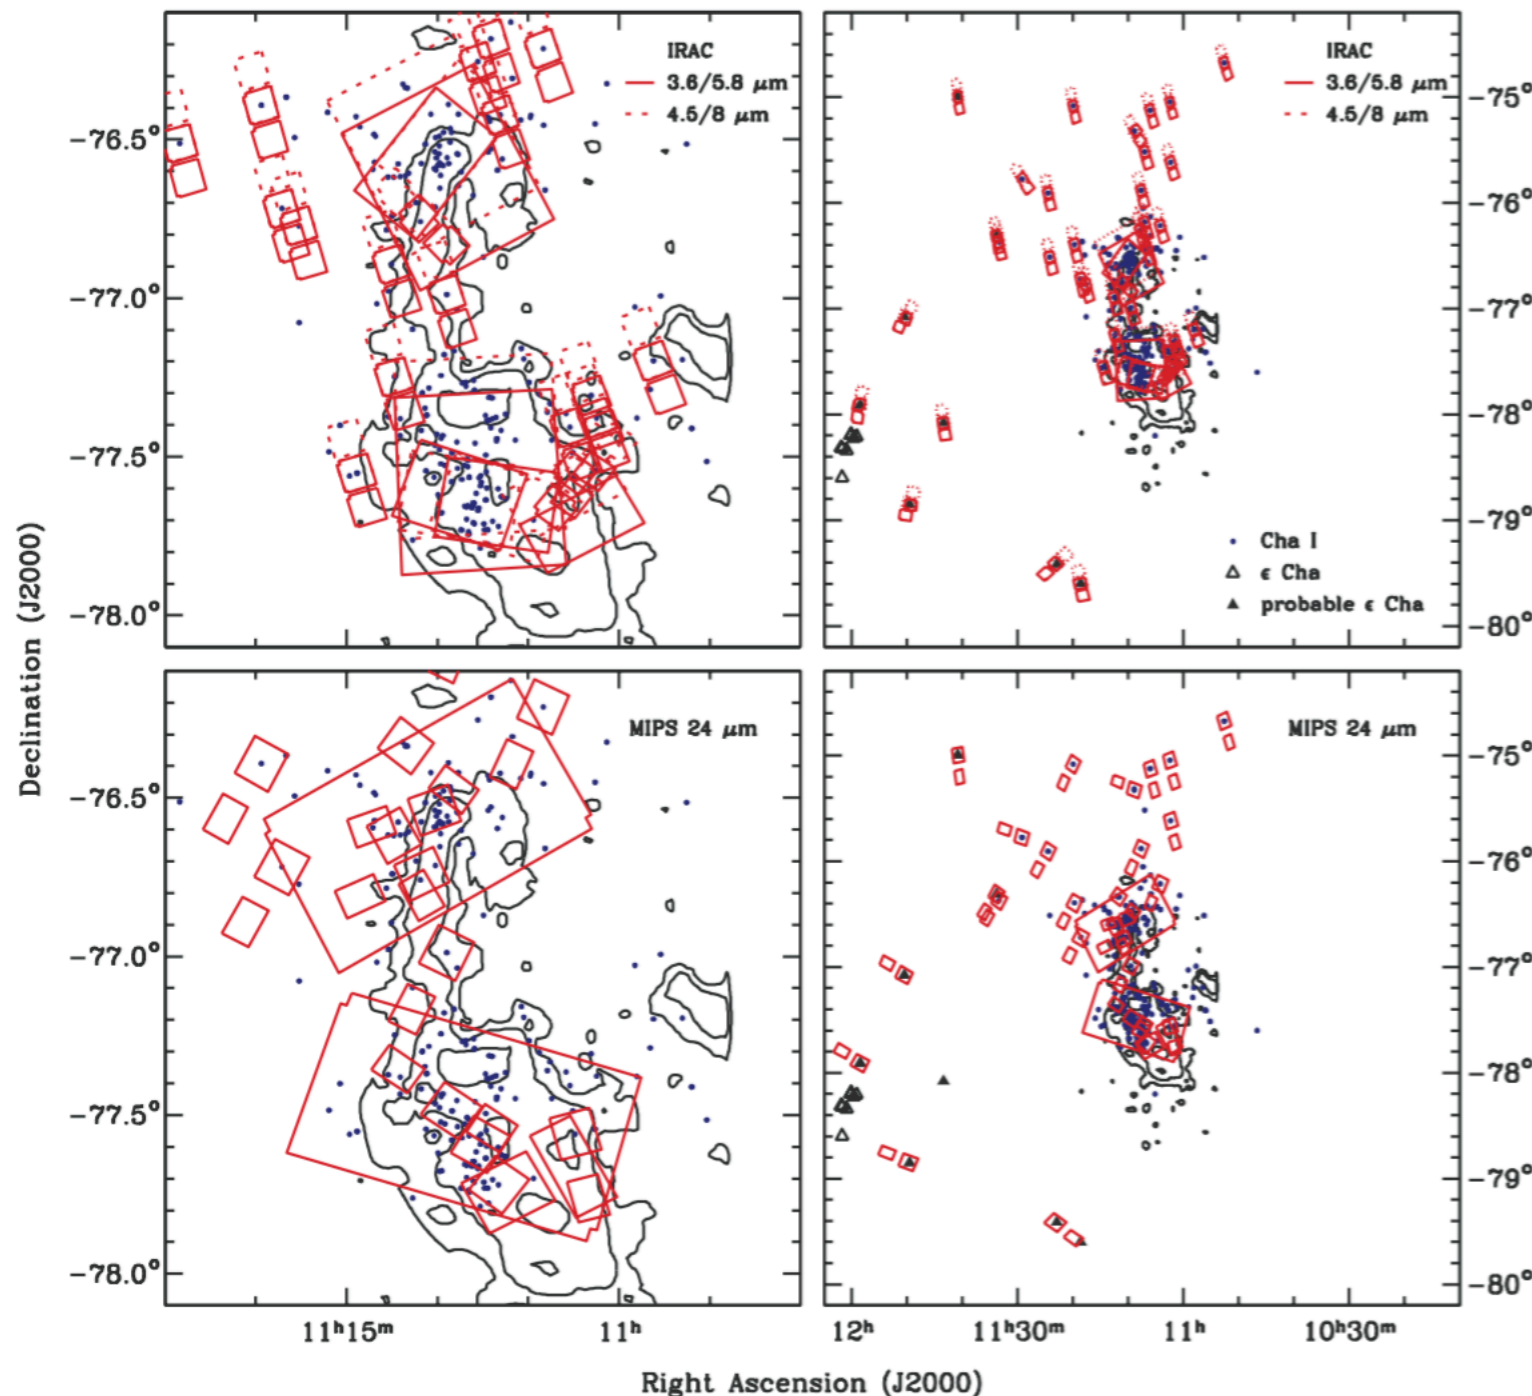 IRAC
3.6/5.8 μm
4.5/8 μm
−76.5°
−77.0°
−77.5°
−78.0°
IRAC
3.6/5.8 μm
4.5/8 μm
−75°
−76°
−77°
−78°
−79°
−80°
Cha I
ϵ Cha
probable ϵ Cha
Declination (J2000)
MIPS 24 μm
−76.5°
−77.0°
−77.5°
−78.0°
11ʰ15ᵐ
11ʰ
MIPS 24 μm
−75°
−76°
−77°
−78°
−79°
−80°
12ʰ
11ʰ30ᵐ
11ʰ
10ʰ30ᵐ
Right Ascension (J2000)